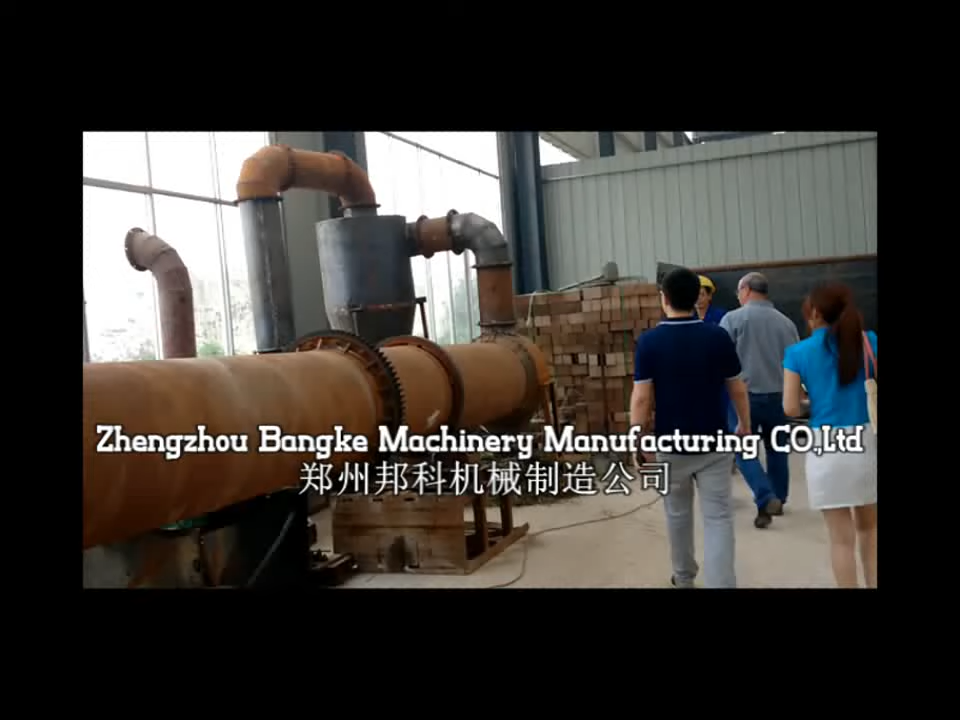 Zhengzhou Bangke Machinery Manufacturing CO.,Ltd
郑州邦科机械制造公司